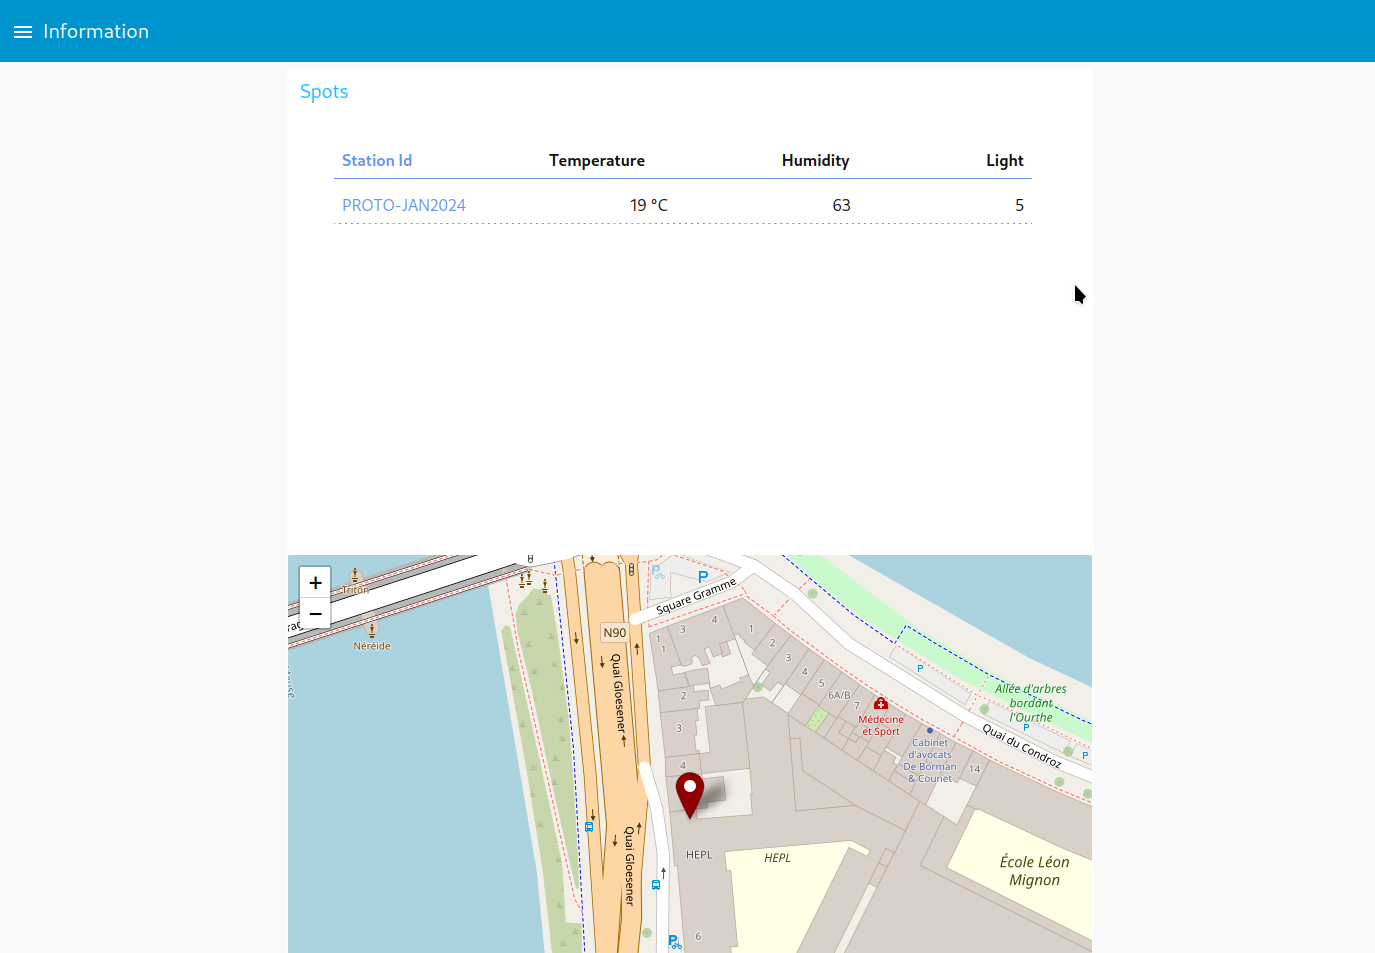 Information
Spots
Station Id Temperature Humidity Light
PROTO-JAN2024 19 °C 63 5
+
−
Triton
Néréide
N90
Square Gramme
Quai Gloesener
Quai Gloesener
P
1
1
3
4
1
2
3
4
5
6A/B
7
2
3
4
Médecine
et Sport
Cabinet
d'avocats
De Borman
& Counet
14
P
Allée d'arbres
bordant
l'Ourthe
P
P
Quai du Condroz
HEPL
HEPL
École Léon
Mignon
6
P